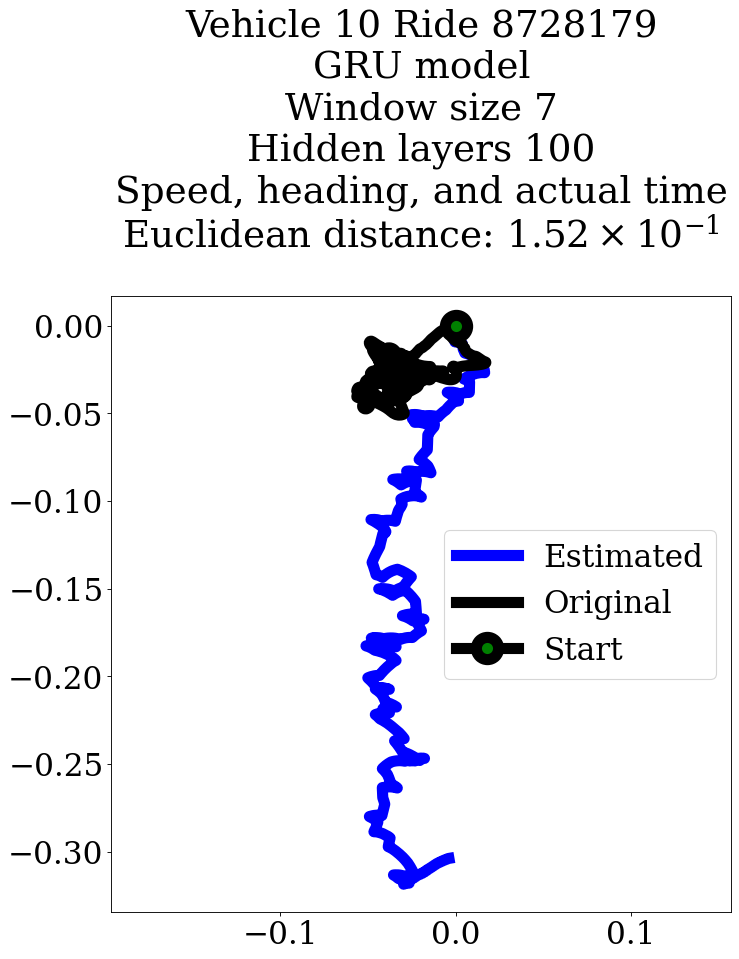 Vehicle 10 Ride 8728179
GRU model
Window size 7
Hidden layers 100
Speed, heading, and actual time
Euclidean distance: $1.52 \times 10^{-1}$
0.00
−0.05
−0.10
−0.15
−0.20
−0.25
−0.30
Estimated
Original
Start
−0.1 0.0 0.1